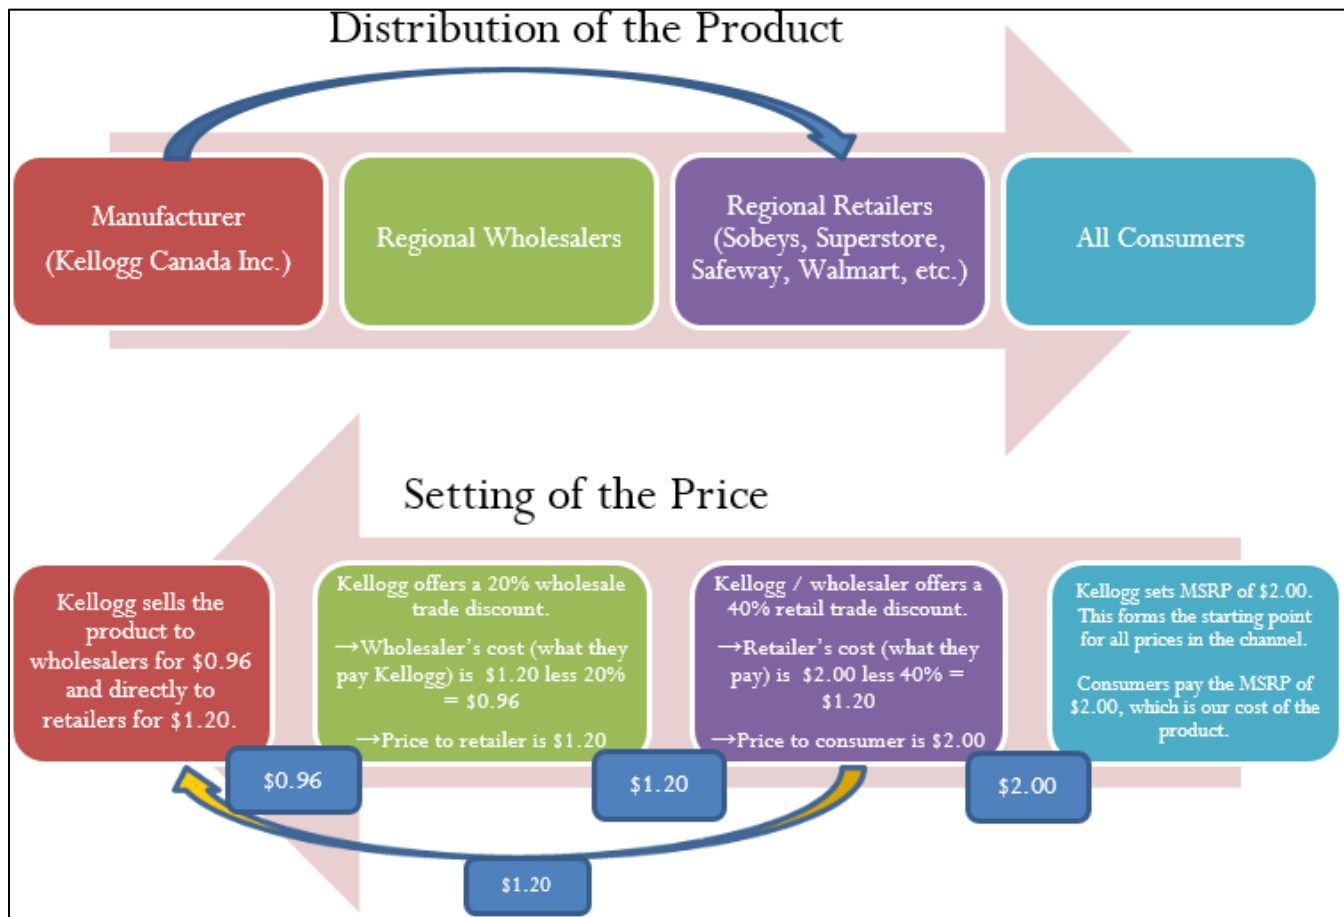 Distribution of the Product
Manufacturer
(Kellogg Canada Inc.)
Regional Wholesalers
Regional Retailers
(Sobeys, Superstore,
Safeway, Walmart, etc.)
All Consumers
Setting of the Price
Kellogg sells the
product to
wholesalers for $0.96
and directly to
retailers for $1.20.
Kellogg offers a 20% wholesale
trade discount.
→Wholesaler's cost (what they
pay Kellogg) is $1.20 less 20%
= $0.96
→Price to retailer is $1.20
Kellogg / wholesaler offers a
40% retail trade discount.
→Retailer's cost (what they
pay) is $2.00 less 40% =
$1.20
→Price to consumer is $2.00
Kellogg sets MSRP of $2.00.
This forms the starting point
for all prices in the channel.
Consumers pay the MSRP of
$2.00, which is our cost of the
product.
$0.96
$1.20
$2.00
$1.20